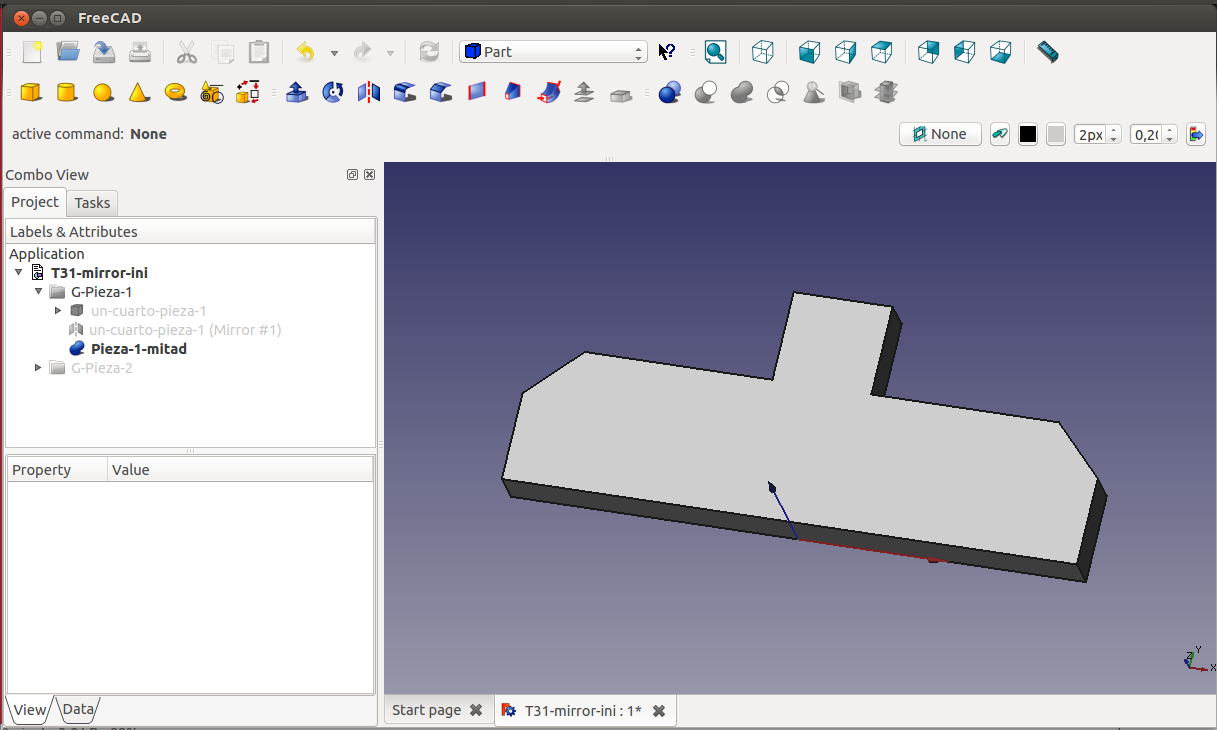 FreeCAD
Part
active command: None
None
2px
0,2(
Combo View
Project
Tasks
Labels & Attributes
Application
T31-mirror-ini
G-Pieza-1
un-cuarto-pieza-1
un-cuarto-pieza-1 (Mirror #1)
Pieza-1-mitad
G-Pieza-2
Property
Value
Y
Z
X
View
Data
Start page
T31-mirror-ini : 1*